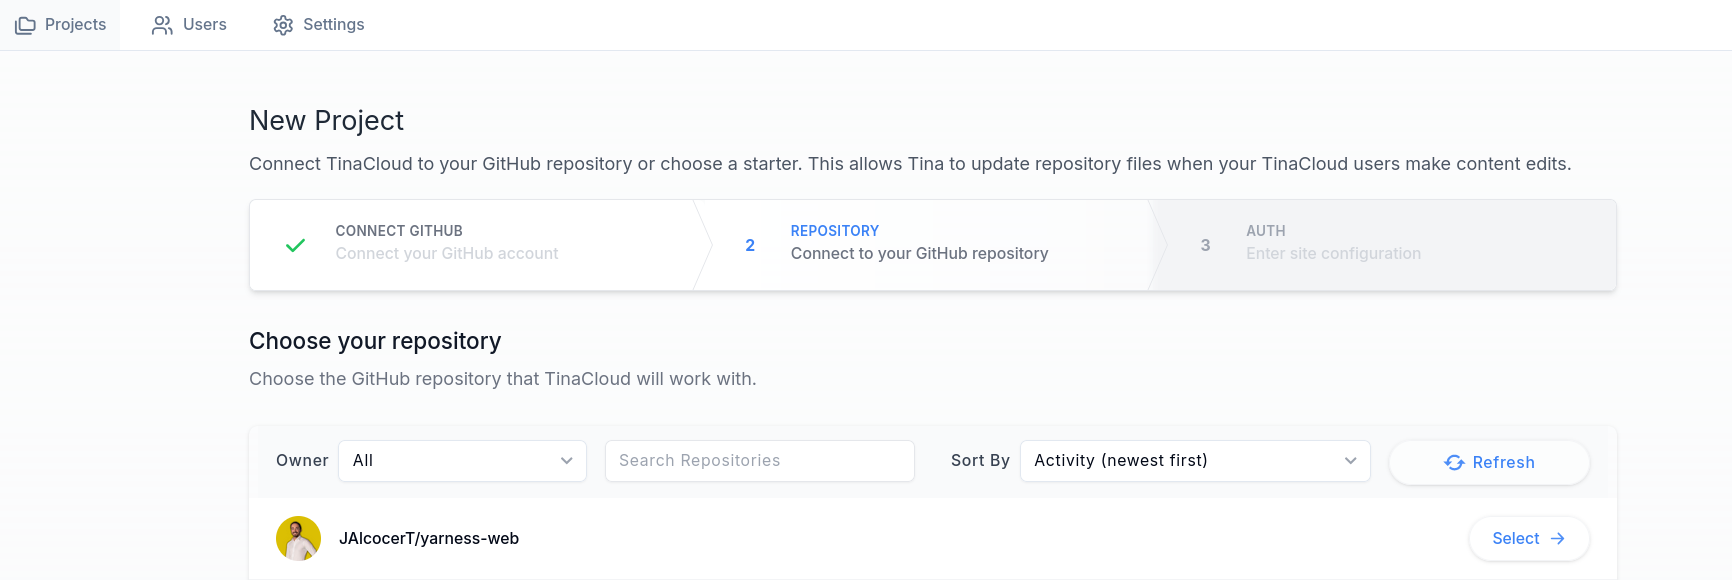 Projects Users Settings
New Project
Connect TinaCloud to your GitHub repository or choose a starter. This allows Tina to update repository files when your TinaCloud users make content edits.
CONNECT GITHUB
Connect your GitHub account
2 REPOSITORY
Connect to your GitHub repository
3 AUTH
Enter site configuration
Choose your repository
Choose the GitHub repository that TinaCloud will work with.
Owner All Search Repositories Sort By Activity (newest first) Refresh
JAlcocerT/yarness-web Select